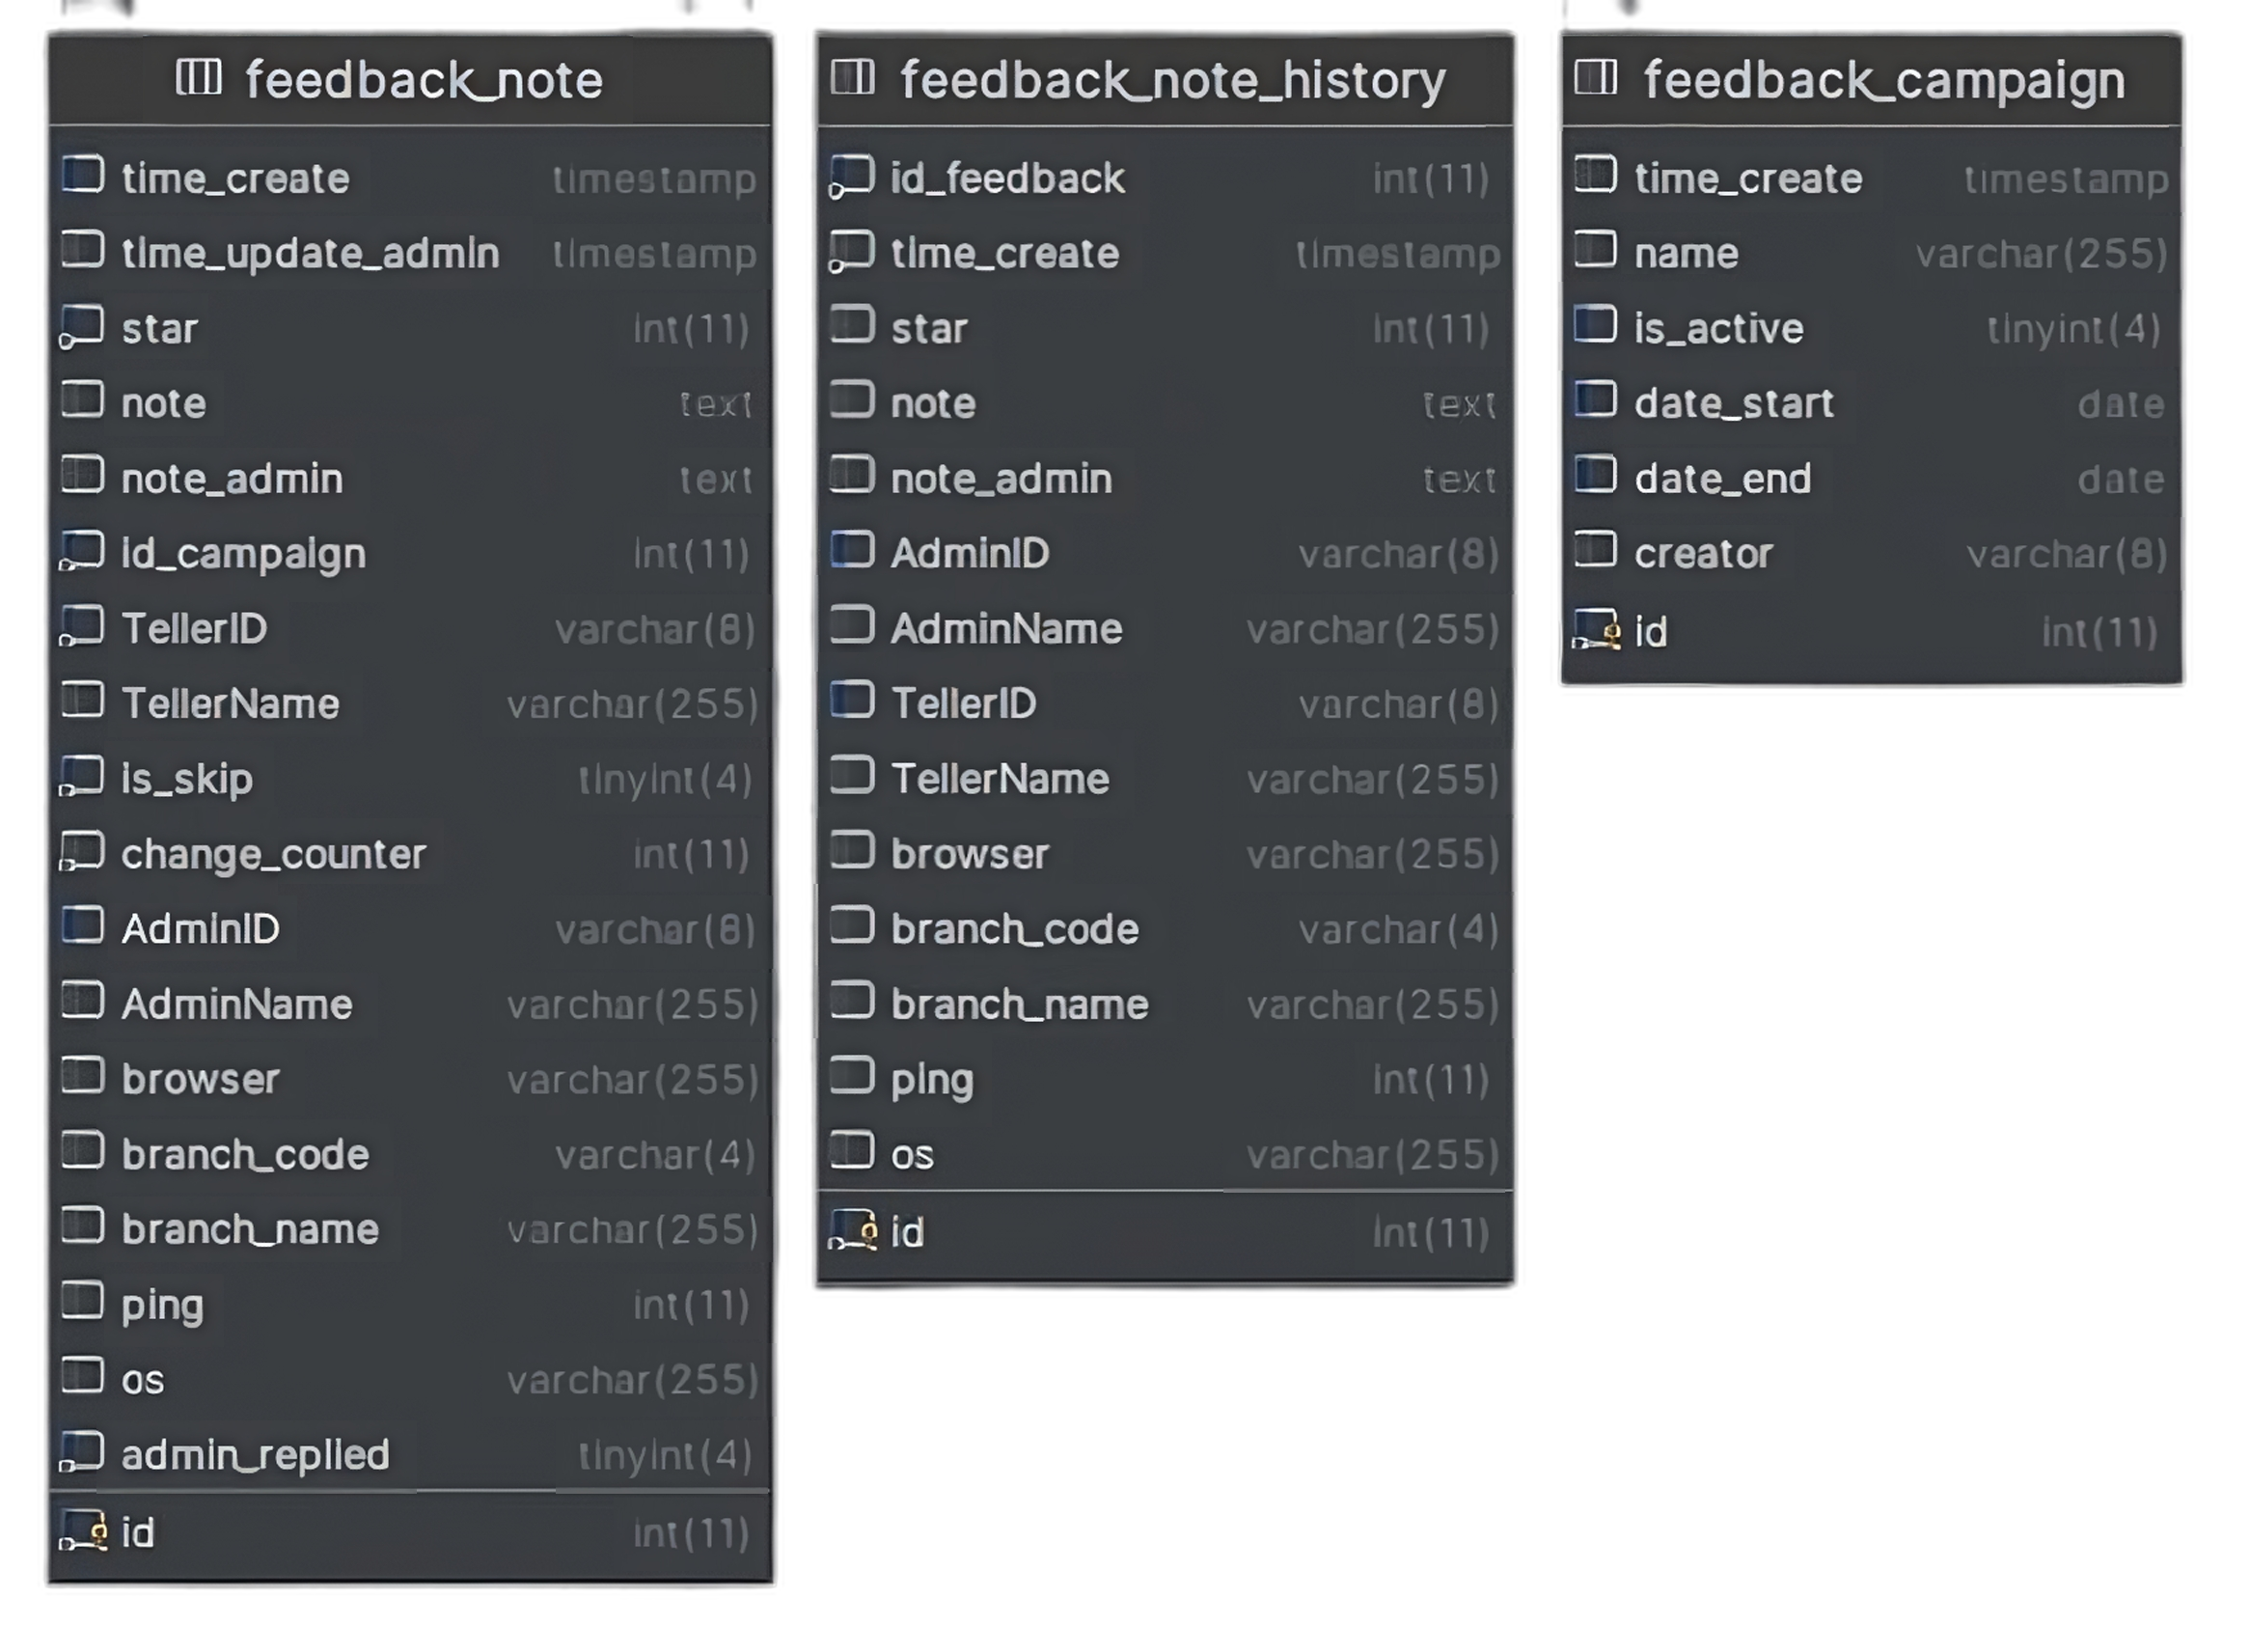 feedback_note
time_create timestamp
time_update_admin timestamp
star int(11)
note text
note_admin text
id_campaign int(11)
TellerID varchar(8)
TellerName varchar(255)
is_skip tinyint(4)
change_counter int(11)
AdminID varchar(8)
AdminName varchar(255)
browser varchar(255)
branch_code varchar(4)
branch_name varchar(255)
ping int(11)
os varchar(255)
admin_replied tinyint(4)
id int(11)
feedback_note_history
id_feedback int(11)
time_create timestamp
star int(11)
note text
note_admin text
AdminID varchar(8)
AdminName varchar(255)
TellerID varchar(8)
TellerName varchar(255)
browser varchar(255)
branch_code varchar(4)
branch_name varchar(255)
ping int(11)
os varchar(255)
id int(11)
feedback_campaign
time_create timestamp
name varchar(255)
is_active tinyint(4)
date_start date
date_end date
creator varchar(8)
id int(11)